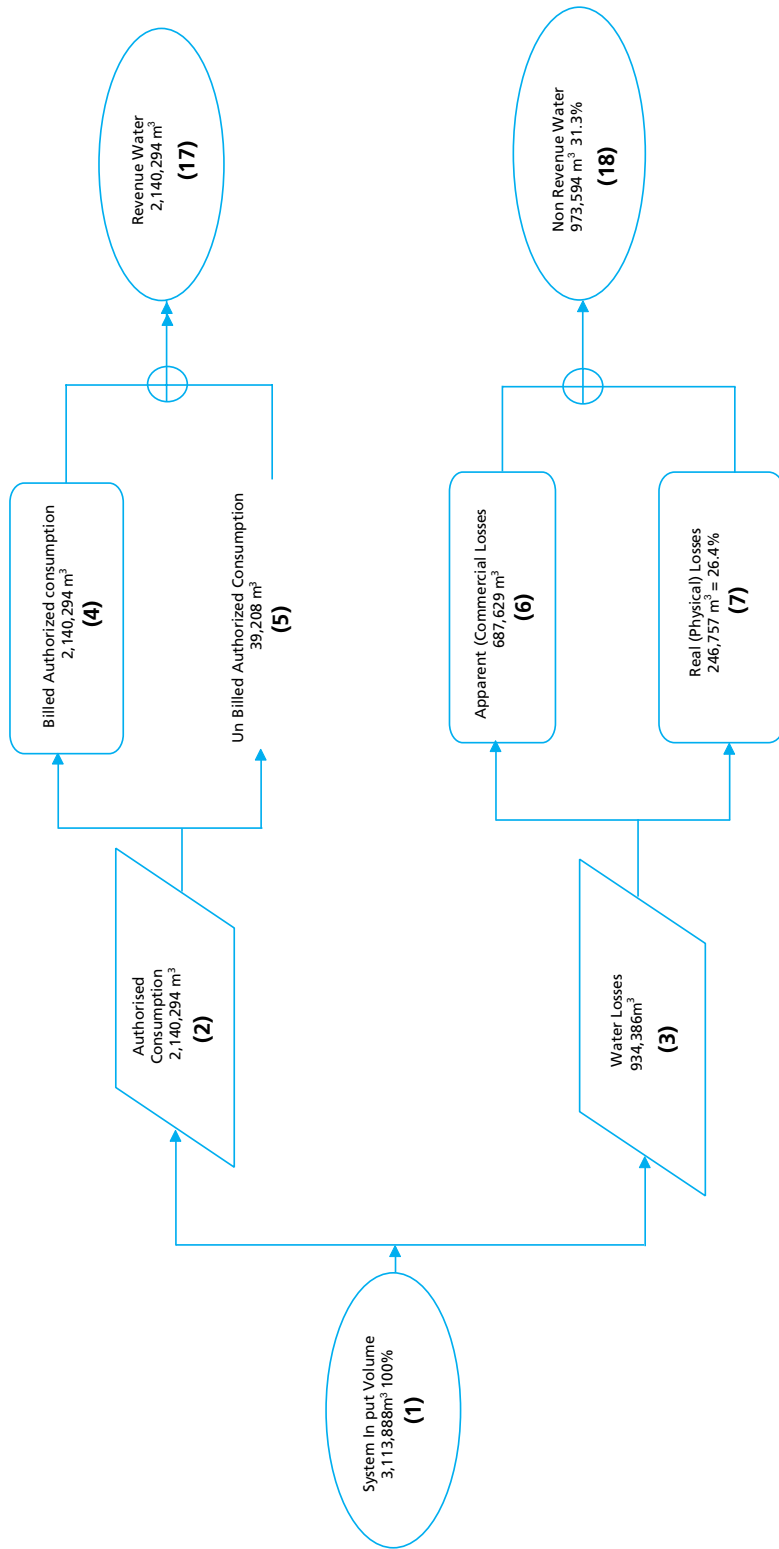 System In put Volume
3,113,888m³ 100%
(1)
Authorised
Consumption
2,140,294 m³
(2)
Water Losses
934,386m³
(3)
Billed Authorized consumption
2,140,294 m³
(4)
Un Billed Authorized Consumption
39,208 m³
(5)
Apparent (Commercial Losses
687,629 m³
(6)
Real (Physical) Losses
246,757 m³ = 26.4%
(7)
Revenue Water
2,140,294 m³
(17)
Non Revenue Water
973,594 m³ 31.3%
(18)